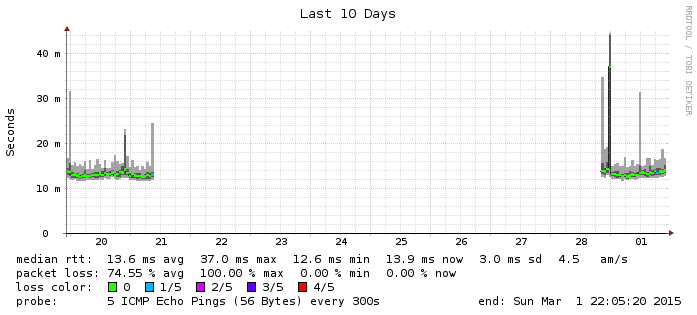 Last 10 Days
RRDTOOL / TOBI OETIKER
Seconds
40 m
30 m
20 m
10 m
0
20 21 22 23 24 25 26 27 28 01
median rtt: 13.6 ms avg 37.0 ms max 12.6 ms min 13.9 ms now 3.0 ms sd 4.5 am/s
packet loss: 74.55 % avg 100.00 % max 0.00 % min 0.00 % now
loss color: 0 1/5 2/5 3/5 4/5
probe: 5 ICMP Echo Pings (56 Bytes) every 300s end: Sun Mar 1 22:05:20 2015